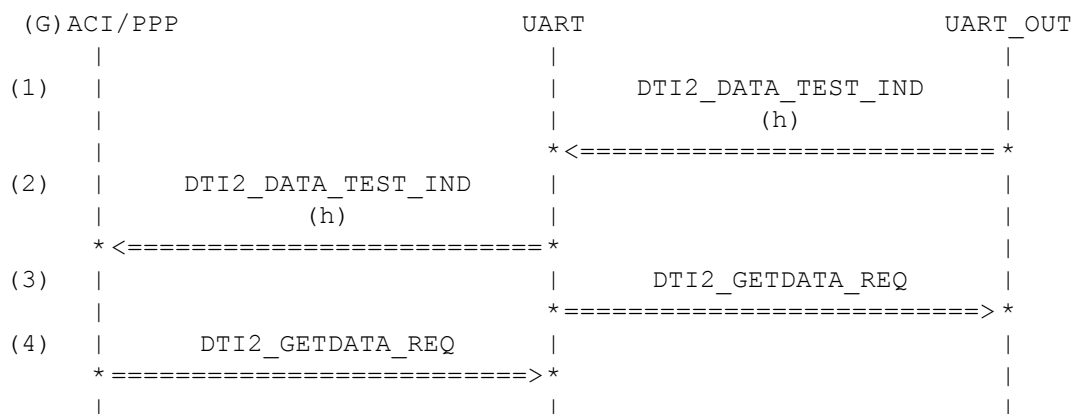 (G)ACI/PPP UART UART_OUT
| | |
(1) | | DTI2_DATA_TEST_IND |
| | (h) |
| *<==========================*
(2) | DTI2_DATA_TEST_IND | |
| (h) | |
*<==========================* |
(3) | | DTI2_GETDATA_REQ |
| *==========================>*
(4) | DTI2_GETDATA_REQ | |
*==========================>* |
| | |